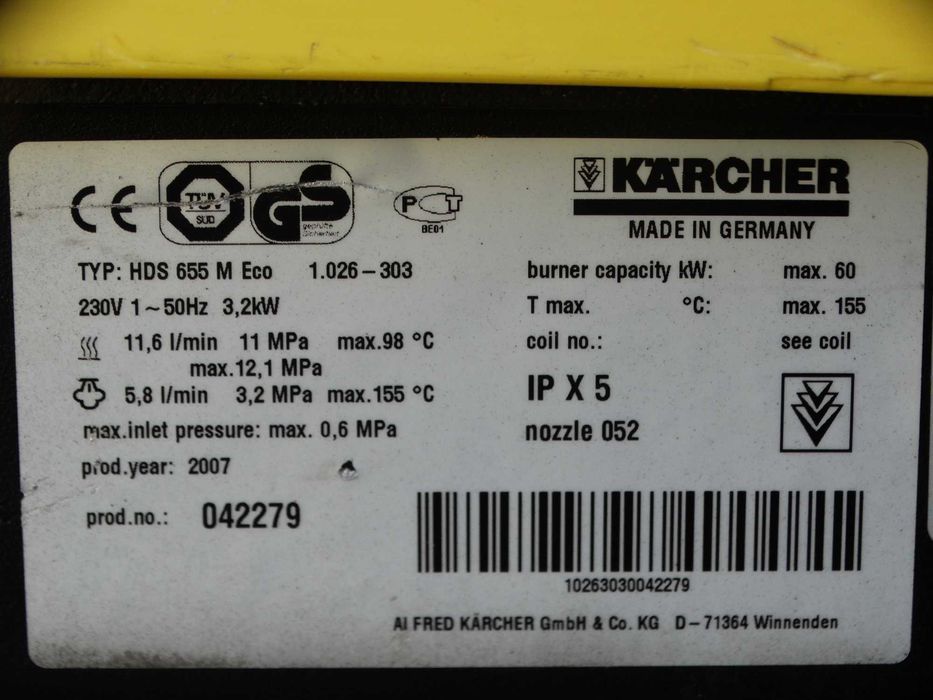 CE TÜV SÜD GS geprüfte Sicherheit PCT BE01
KÄRCHER
MADE IN GERMANY
TYP: HDS 655 M Eco 1.026-303
230V 1~50Hz 3,2kW
11,6 l/min 11 MPa max.98 °C
max.12,1 MPa
5,8 l/min 3,2 MPa max.155 °C
max.inlet pressure: max. 0,6 MPa
prod.year: 2007
prod.no.: 042279
burner capacity kW: max. 60
T max. °C: max. 155
coil no.: see coil
IP X 5
nozzle 052
10263030042279
Al FRED KÄRCHER GmbH & Co. KG D-71364 Winnenden